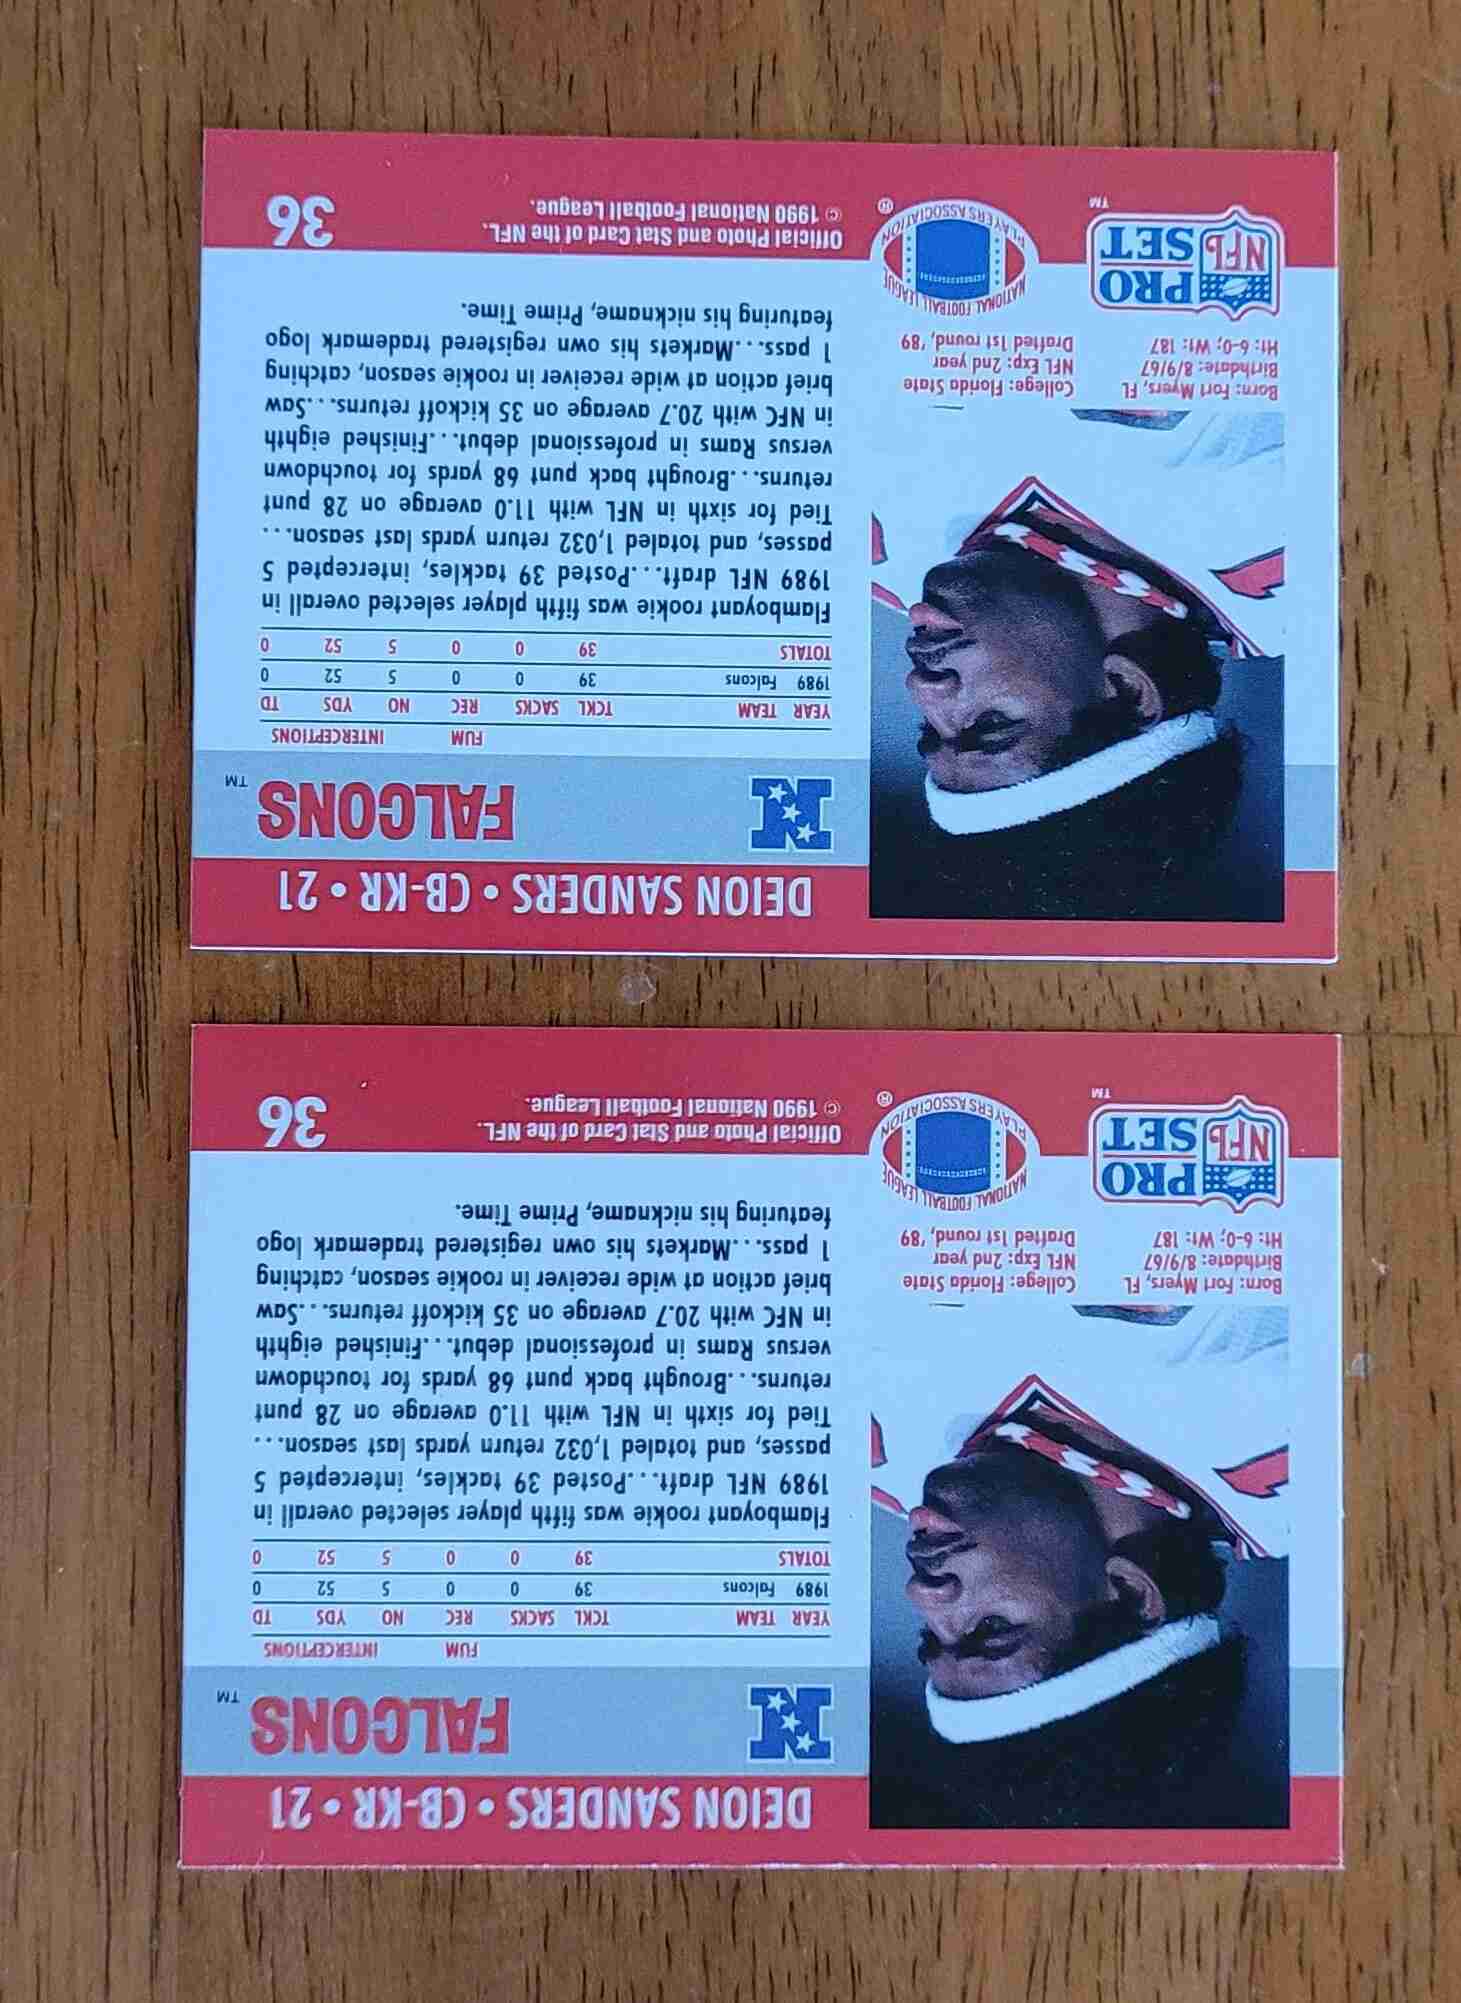 DEION SANDERS • CB-KR • 21
FALCONS™
FUM INTERCEPTIONS
YEAR TEAM TCKL SACKS REC NO YDS TD
1989 Falcons 39 0 0 5 52 0
TOTALS 39 0 0 5 52 0
Flamboyant rookie was fifth player selected overall in
1989 NFL draft...Posted 39 tackles, intercepted 5
passes, and totaled 1,032 return yards last season...
Tied for sixth in NFL with 11.0 average on 28 punt
returns...Brought back punt 68 yards for touchdown
versus Rams in professional debut...Finished eighth
in NFC with 20.7 average on 35 kickoff returns...Saw
brief action at wide receiver in rookie season, catching
1 pass...Markets his own registered trademark logo
featuring his nickname, Prime Time.
Born: Fort Myers, FL
Birthdate: 8/9/67
Ht: 6-0; Wt: 187
College: Florida State
NFL Exp: 2nd year
Drafted 1st round, '89
NFL PRO SET™
NATIONAL FOOTBALL LEAGUE PLAYERS ASSOCIATION ®
Official Photo and Stat Card of the NFL.
© 1990 National Football League.
36
DEION SANDERS • CB-KR • 21
FALCONS™
FUM INTERCEPTIONS
YEAR TEAM TCKL SACKS REC NO YDS TD
1989 Falcons 39 0 0 5 52 0
TOTALS 39 0 0 5 52 0
Flamboyant rookie was fifth player selected overall in
1989 NFL draft...Posted 39 tackles, intercepted 5
passes, and totaled 1,032 return yards last season...
Tied for sixth in NFL with 11.0 average on 28 punt
returns...Brought back punt 68 yards for touchdown
versus Rams in professional debut...Finished eighth
in NFC with 20.7 average on 35 kickoff returns...Saw
brief action at wide receiver in rookie season, catching
1 pass...Markets his own registered trademark logo
featuring his nickname, Prime Time.
Born: Fort Myers, FL
Birthdate: 8/9/67
Ht: 6-0; Wt: 187
College: Florida State
NFL Exp: 2nd year
Drafted 1st round, '89
NFL PRO SET™
NATIONAL FOOTBALL LEAGUE PLAYERS ASSOCIATION ®
Official Photo and Stat Card of the NFL.
© 1990 National Football League.
36